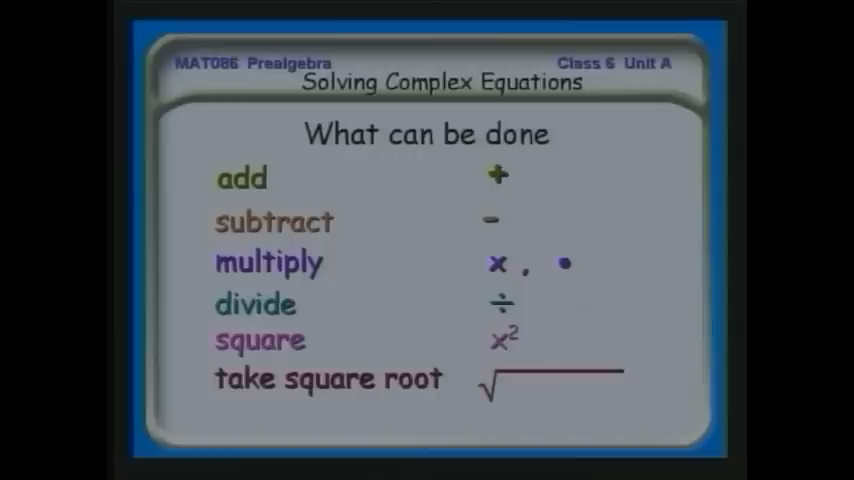 MAT086 Prealgebra Class 6 Unit A
Solving Complex Equations
What can be done
add +
subtract -
multiply x , •
divide ÷
square x²
take square root √